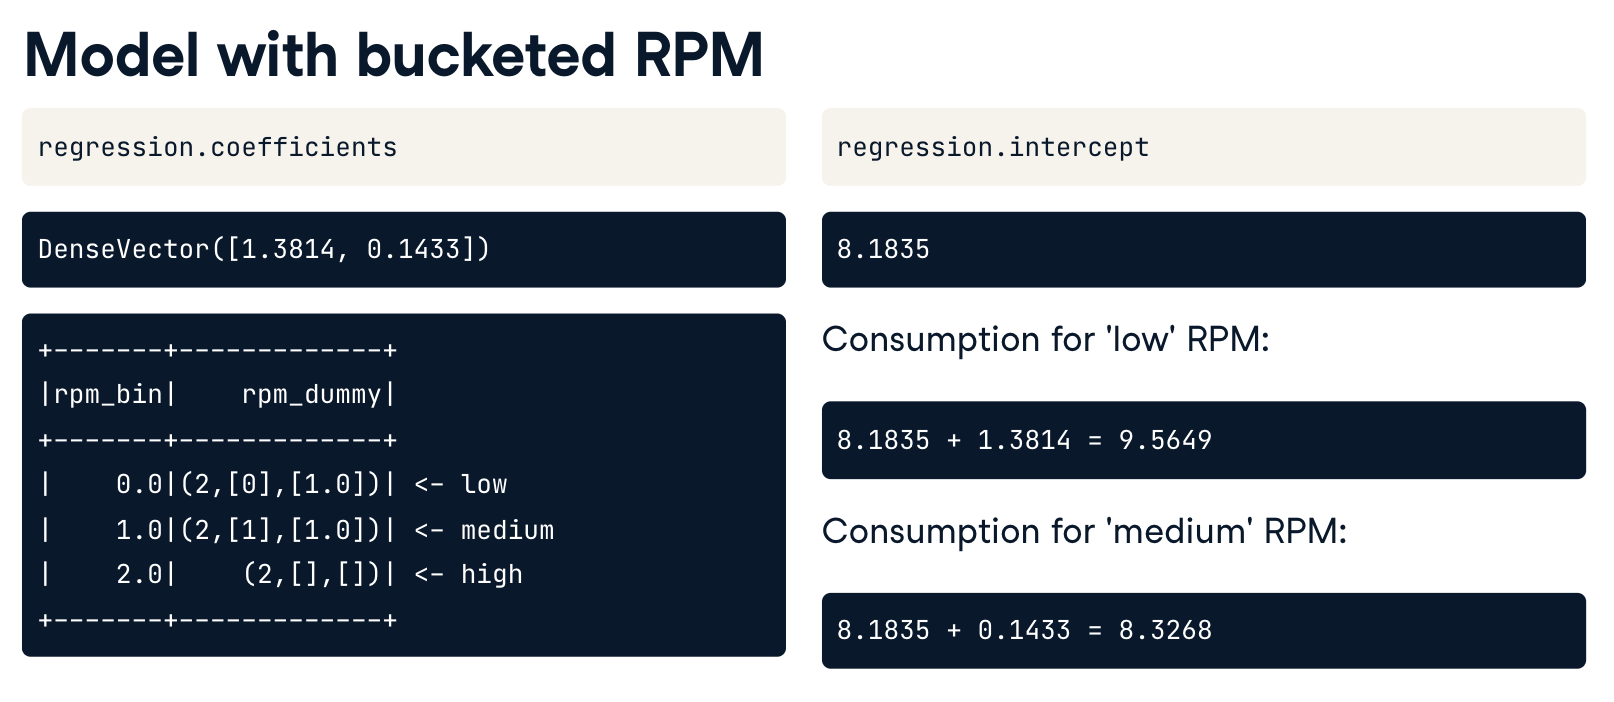 Model with bucketed RPM
regression.coefficients
DenseVector([1.3814, 0.1433])
+-------+-------------+
|rpm_bin|    rpm_dummy|
+-------+-------------+
|    0.0|(2,[0],[1.0])| <- low
|    1.0|(2,[1],[1.0])| <- medium
|    2.0|    (2,[],[])| <- high
+-------+-------------+
regression.intercept
8.1835
Consumption for 'low' RPM:
8.1835 + 1.3814 = 9.5649
Consumption for 'medium' RPM:
8.1835 + 0.1433 = 8.3268